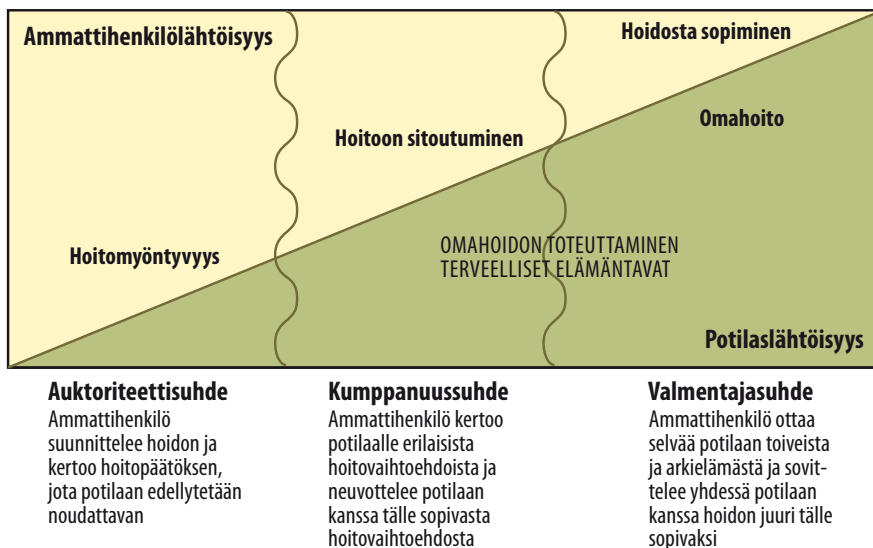 Ammattihenkilölähtöisyys
Hoidosta sopiminen
Omahoito
Hoitoon sitoutuminen
Hoitomyöntyvyys
OMAHOIDON TOTEUTTAMINEN
TERVEELLISET ELÄMÄNTAVAT
Potilaslähtöisyys
Auktoriteettisuhde
Ammattihenkilö
suunnittelee hoidon ja
kertoo hoitopäätöksen,
jota potilaan edellytetään
noudattavan
Kumppanuussuhde
Ammattihenkilö kertoo
potilaalle erilaisista
hoitovaihtoehdoista ja
neuvottelee potilaan
kanssa tälle sopivasta
hoitovaihtoehdosta
Valmentajasuhde
Ammattihenkilö ottaa
selvää potilaan toiveista
ja arkielämästä ja sovit-
telee yhdessä potilaan
kanssa hoidon juuri tälle
sopivaksi